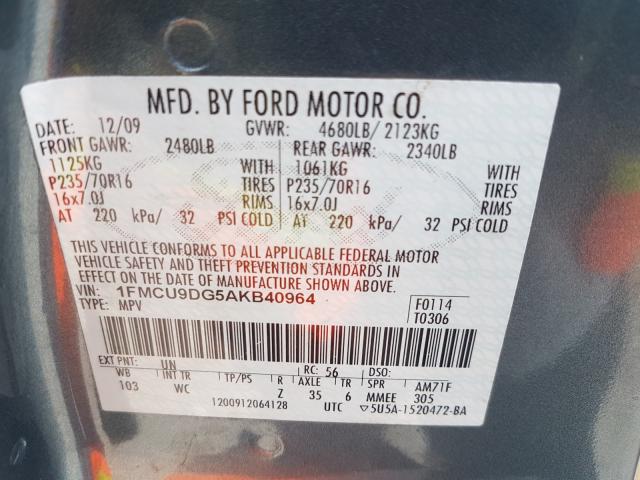 MFD. BY FORD MOTOR CO.
DATE: 12/09 GVWR: 4680LB/ 2123KG
FRONT GAWR: 2480LB REAR GAWR: 2340LB
1125KG WITH 1061KG WITH
P235/70R16 TIRES P235/70R16 TIRES
16x7.0J RIMS 16x7.0J RIMS
AT 220 kPa/ 32 PSI COLD AT 220 kPa/ 32 PSI COLD
THIS VEHICLE CONFORMS TO ALL APPLICABLE FEDERAL MOTOR
VEHICLE SAFETY AND THEFT PREVENTION STANDARDS IN
EFFECT ON THE DATE OF MANUFACTURE SHOWN ABOVE.
VIN: 1FMCU9DG5AKB40964 F0114
TYPE: MPV T0306
EXT PNT: UN RC: 56 DSO:
WB INT TR TP/PS R AXLE TR SPR AM71F
103 WC Z 35 6 MMEE 305
1200912064128 UTC ▽5U5A-1520472-BA